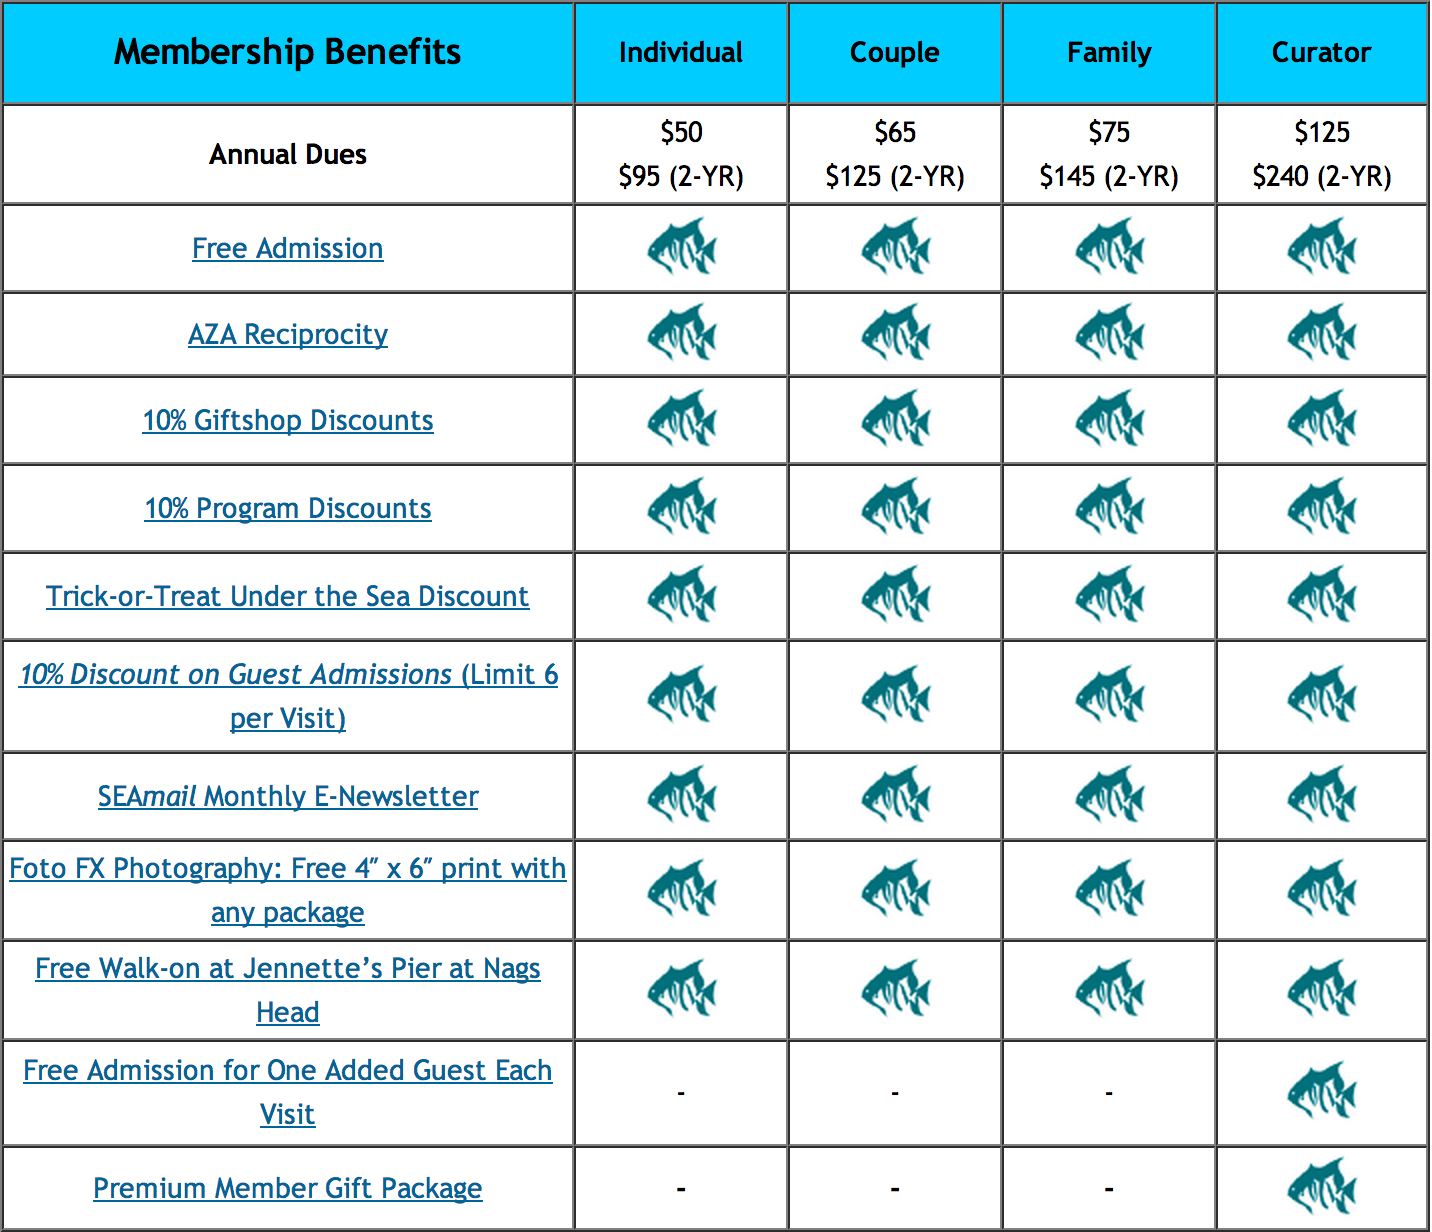 Membership Benefits Individual Couple Family Curator
Annual Dues
$50
$95 (2-YR)
$65
$125 (2-YR)
$75
$145 (2-YR)
$125
$240 (2-YR)
Free Admission
AZA Reciprocity
10% Giftshop Discounts
10% Program Discounts
Trick-or-Treat Under the Sea Discount
10% Discount on Guest Admissions (Limit 6
per Visit)
SEAmail Monthly E-Newsletter
Foto FX Photography: Free 4″ x 6″ print with
any package
Free Walk-on at Jennette’s Pier at Nags
Head
Free Admission for One Added Guest Each
Visit
- - -
Premium Member Gift Package - - -